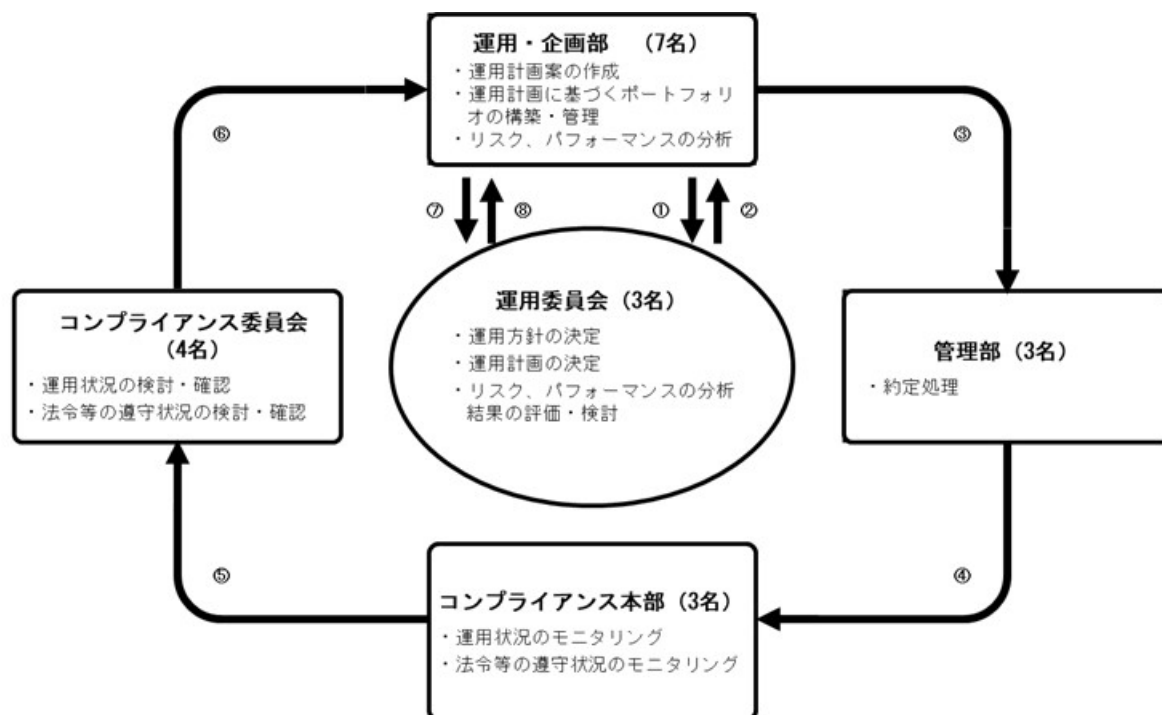 運用・企画部　（7名）
・運用計画案の作成
・運用計画に基づくポートフォリ
オの構築・管理
・リスク、パフォーマンスの分析
⑥
③
⑦
⑧
①
②
コンプライアンス委員会
（4名）
・運用状況の検討・確認
・法令等の遵守状況の検討・確認
運用委員会（3名）
・運用方針の決定
・運用計画の決定
・リスク、パフォーマンスの分析
結果の評価・検討
管理部（3名）
・約定処理
⑤
④
コンプライアンス本部（3名）
・運用状況のモニタリング
・法令等の遵守状況のモニタリング